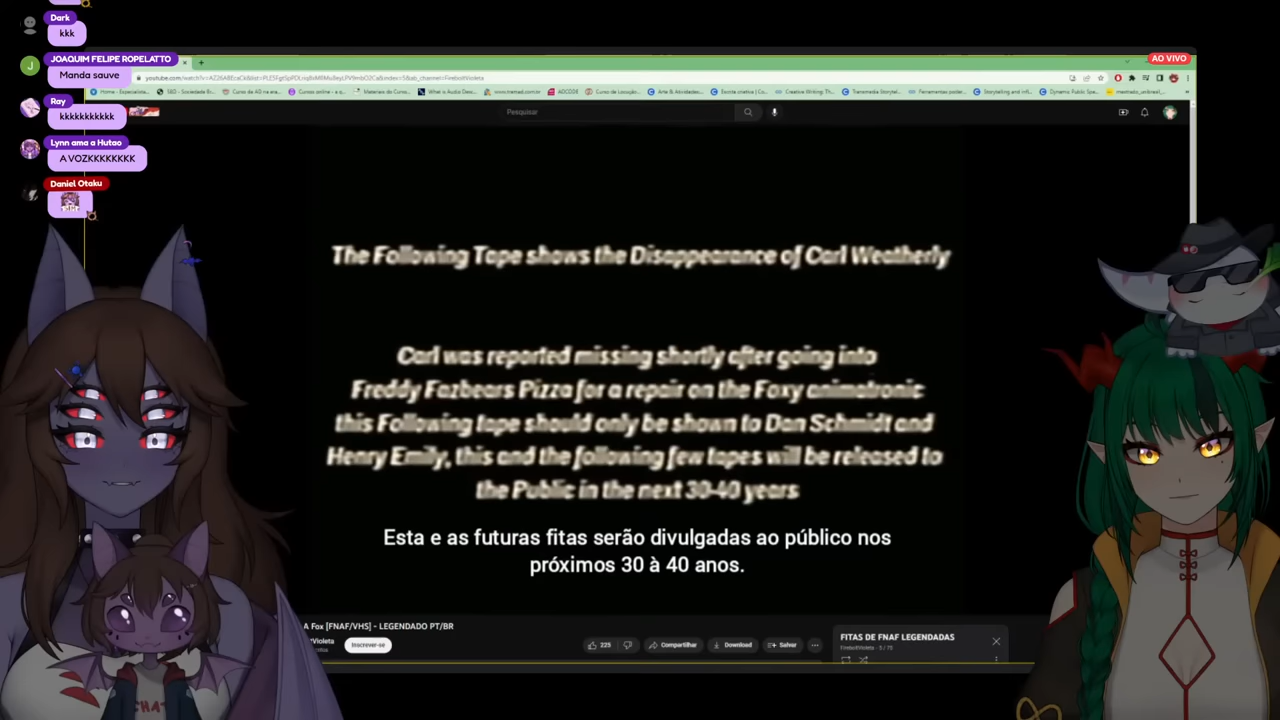 Dark
kkk
JOAQUIM FELIPE ROPELATTO
Manda sauve
Ray
kkkkkkkkkkk
Lynn ama a Hutao
A VOZKKKKKKKK
Daniel Otaku
AO VIVO
Pesquisar
The Following Tape shows the Disappearance of Carl Weatherly
Carl was reported missing shortly after going into
Freddy Fazbears Pizza for a repair on the Foxy animatronic
this Following tape should only be shown to Dan Schmidt and
Henry Emily, this and the following few tapes will be released to
the Public in the next 30-40 years
Esta e as futuras fitas serão divulgadas ao público nos
próximos 30 à 40 anos.
A Fox [FNAF/VHS] - LEGENDADO PT/BR
Violeta
Inscrever-se
225
Compartilhar
Download
Salvar
FITAS DE FNAF LEGENDADAS
CHAT